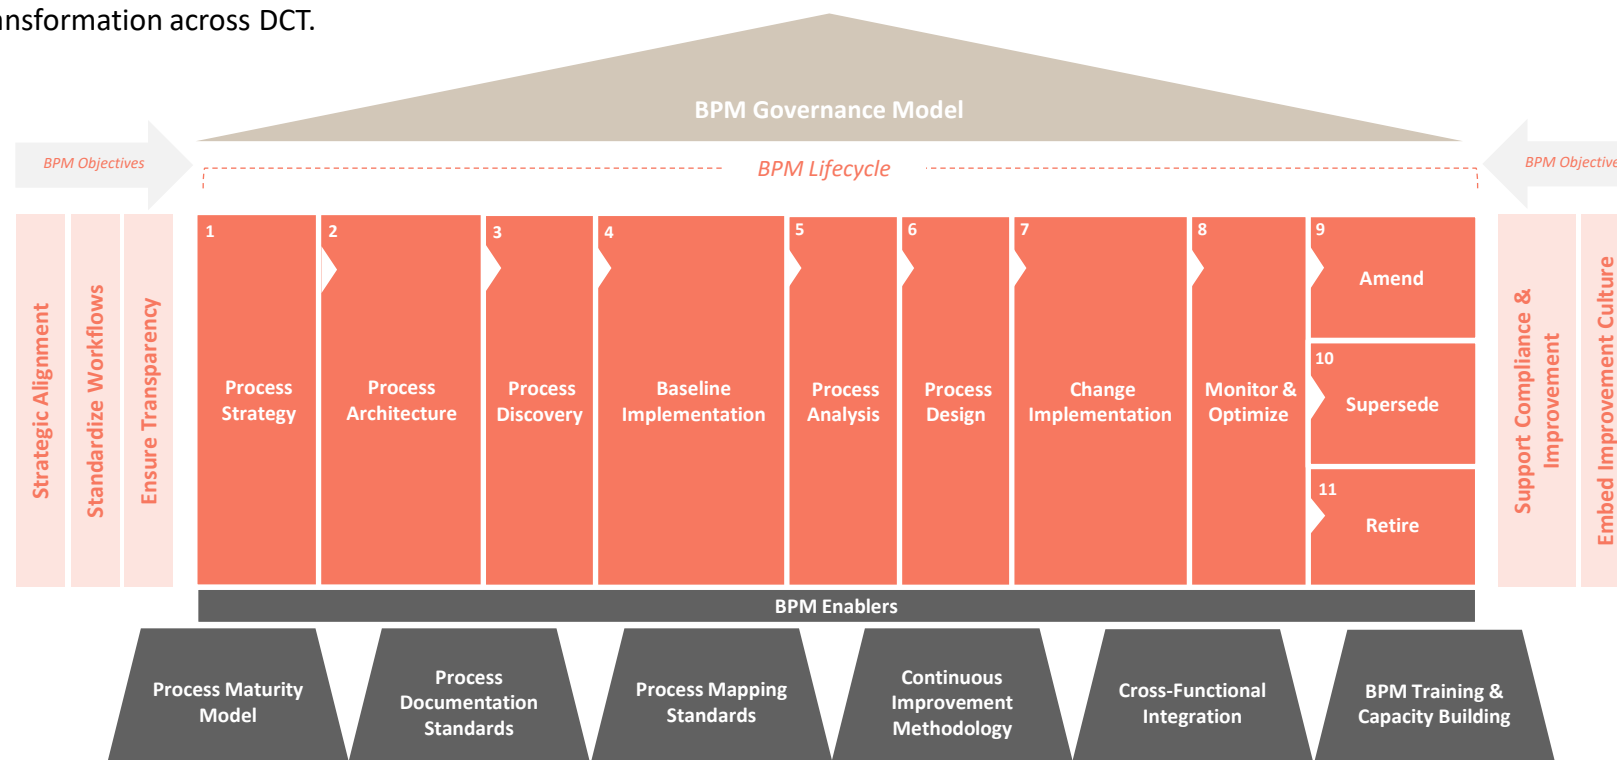 ansformation across DCT.
BPM Governance Model
BPM Objectives
BPM Lifecycle
BPM Objective
Strategic Alignment
Standardize Workflows
Ensure Transparency
1
Process
Strategy
2
Process
Architecture
3
Process
Discovery
4
Baseline
Implementation
5
Process
Analysis
6
Process
Design
7
Change
Implementation
8
Monitor &
Optimize
9
Amend
10
Supersede
11
Retire
Support Compliance &
Improvement
Embed Improvement Culture
BPM Enablers
Process Maturity
Model
Process
Documentation
Standards
Process Mapping
Standards
Continuous
Improvement
Methodology
Cross-Functional
Integration
BPM Training &
Capacity Building